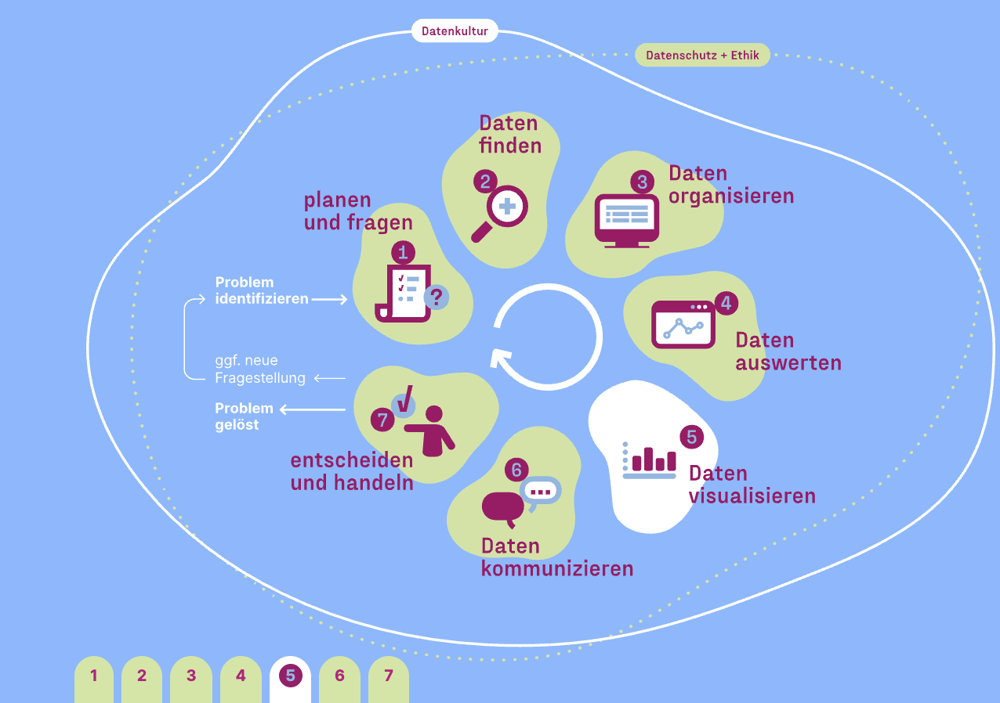 Datenkultur
Datenschutz + Ethik
planen
und fragen
1
?
Daten
finden
2
3
Daten
organisieren
4
Daten
auswerten
5
Daten
visualisieren
6
Daten
kommunizieren
7
entscheiden
und handeln
Problem
identifizieren
ggf. neue
Fragestellung
Problem
gelöst
1 2 3 4 5 6 7